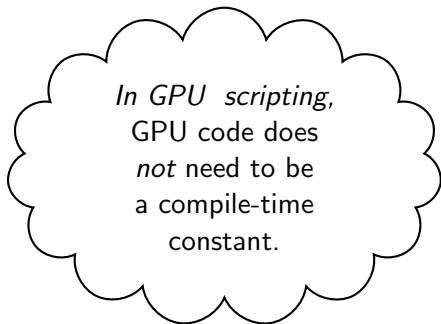 In GPU scripting,
GPU code does
not need to be
a compile-time
constant.